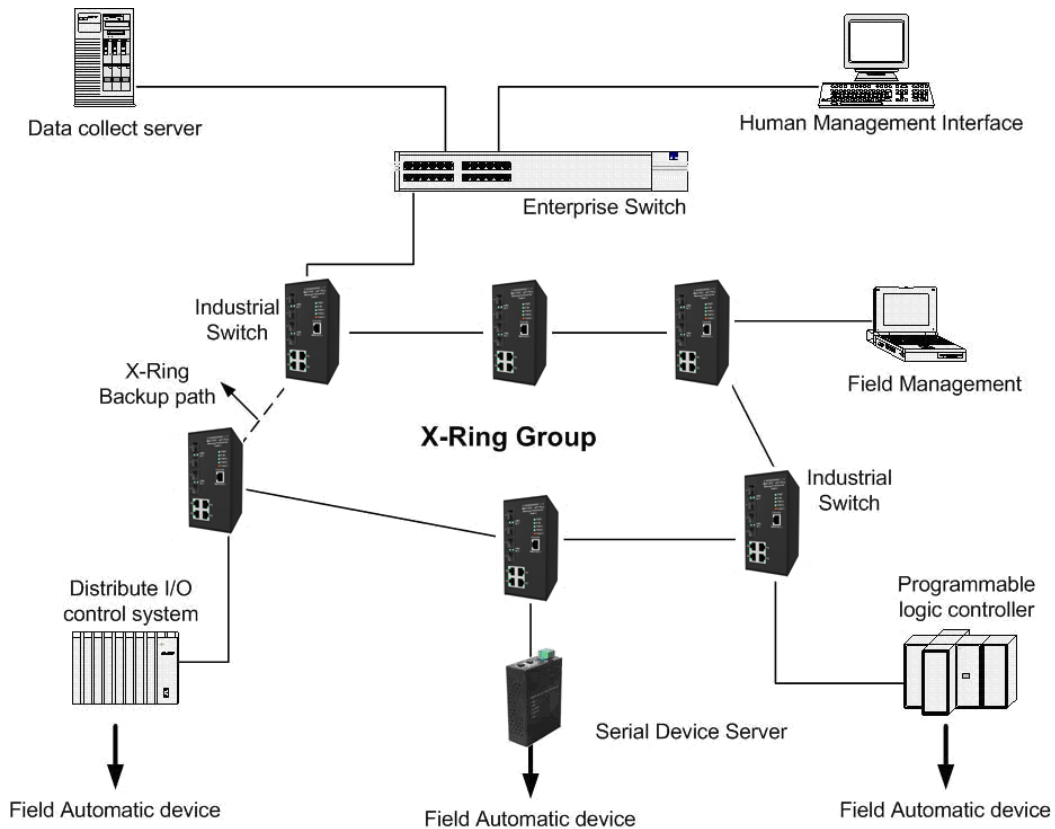 Data collect server
Human Management Interface
Enterprise Switch
Industrial
Switch
X-Ring
Backup path
Field Management
X-Ring Group
Industrial
Switch
Distribute I/O
control system
Programmable
logic controller
Serial Device Server
Field Automatic device
Field Automatic device
Field Automatic device